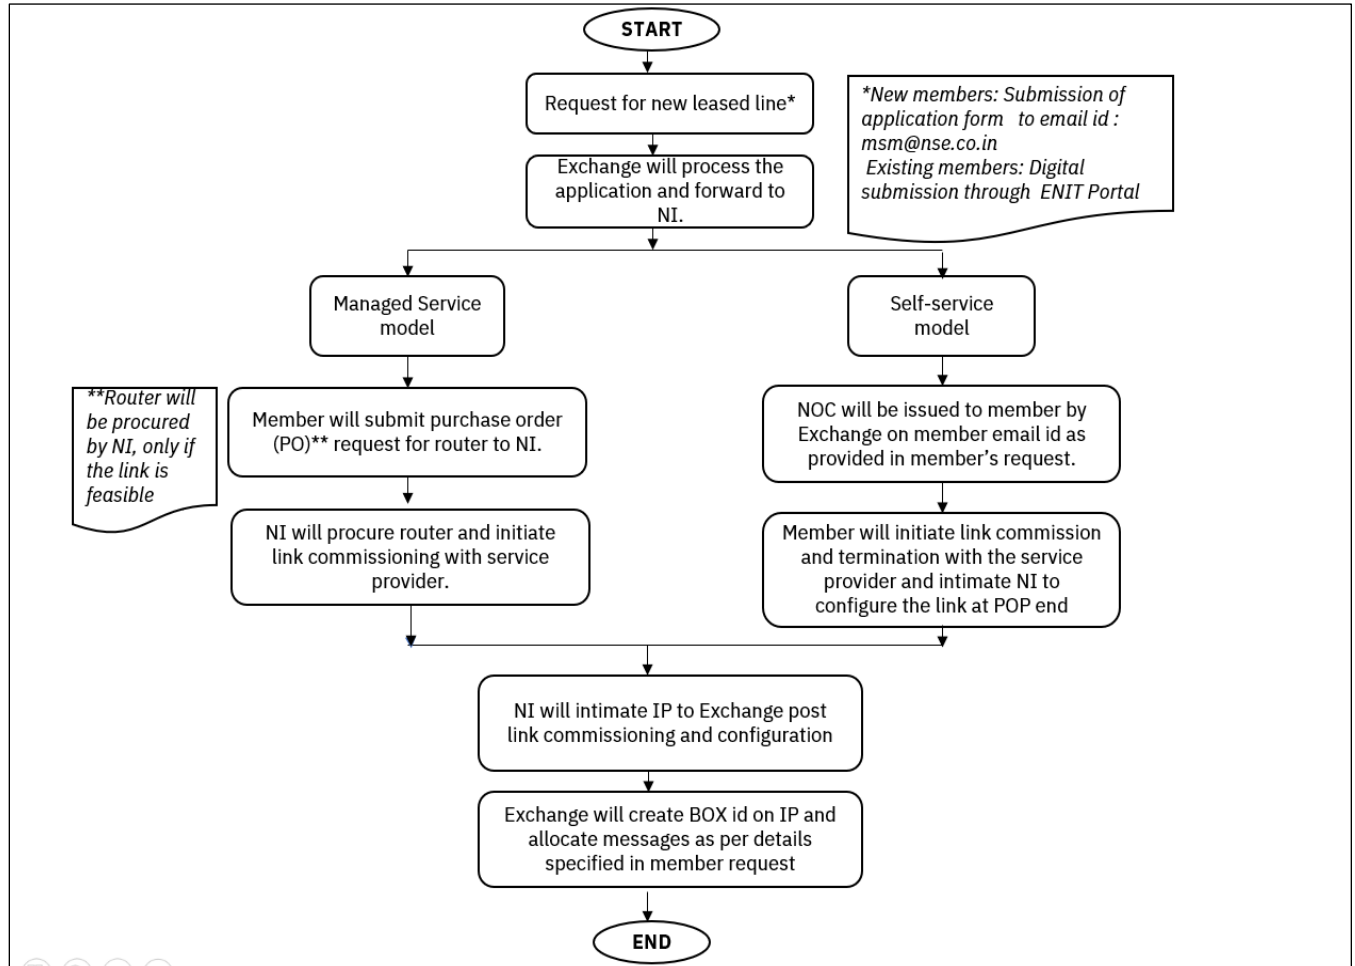 START
Request for new leased line*
*New members: Submission of
application form to email id :
msm@nse.co.in
Existing members: Digital
submission through ENIT Portal
Exchange will process the
application and forward to
NI.
Managed Service
model
Self-service
model
**Router will
be procured
by NI, only if
the link is
feasible
Member will submit purchase order
(PO)** request for router to NI.
NOC will be issued to member by
Exchange on member email id as
provided in member's request.
NI will procure router and initiate
link commissioning with service
provider.
Member will initiate link commission
and termination with the service
provider and intimate NI to
configure the link at POP end
NI will intimate IP to Exchange post
link commissioning and configuration
Exchange will create BOX id on IP and
allocate messages as per details
specified in member request
END